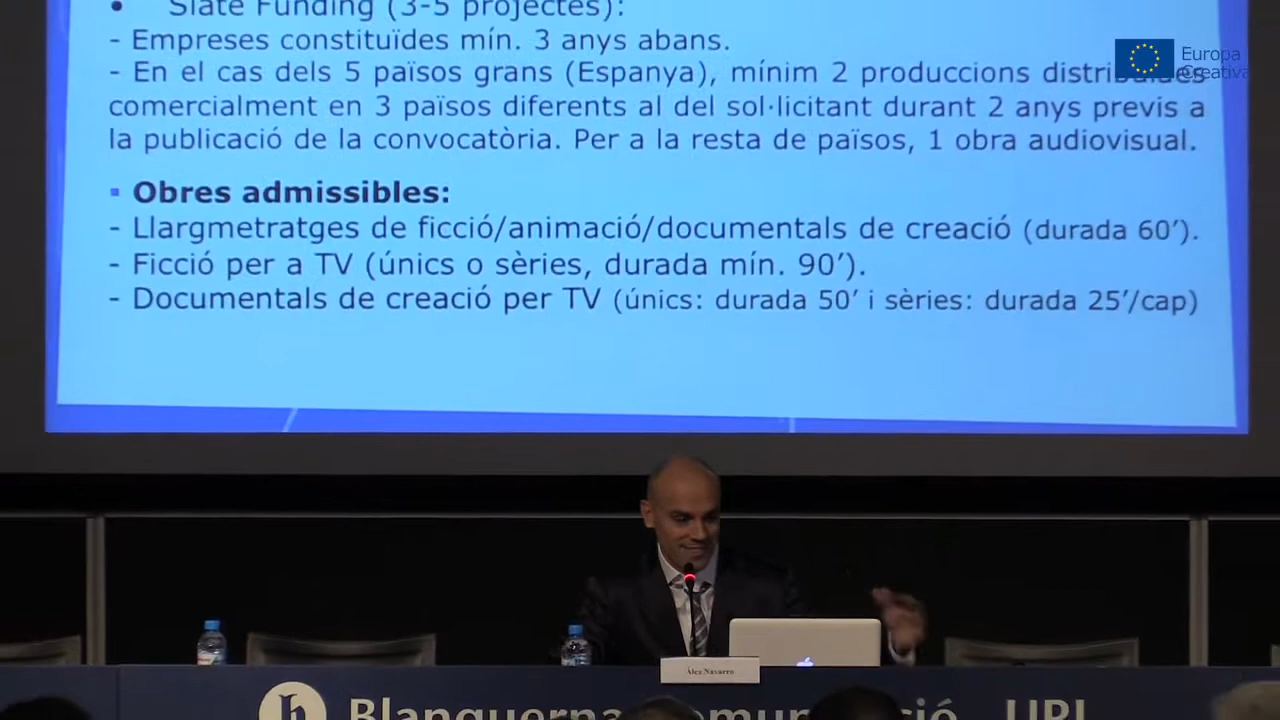 • Slate Funding (3-5 projectes):
- Empreses constituïdes mín. 3 anys abans.
- En el cas dels 5 països grans (Espanya), mínim 2 produccions distribuïdes
comercialment en 3 països diferents al del sol·licitant durant 2 anys previs a
la publicació de la convocatòria. Per a la resta de països, 1 obra audiovisual.
Obres admissibles:
- Llargmetratges de ficció/animació/documentals de creació (durada 60’).
- Ficció per a TV (únics o sèries, durada mín. 90’).
- Documentals de creació per TV (únics: durada 50’ i sèries: durada 25’/cap)
Europa
Creativa
Àlex Navarro
Blanquerna Comunicació - URL